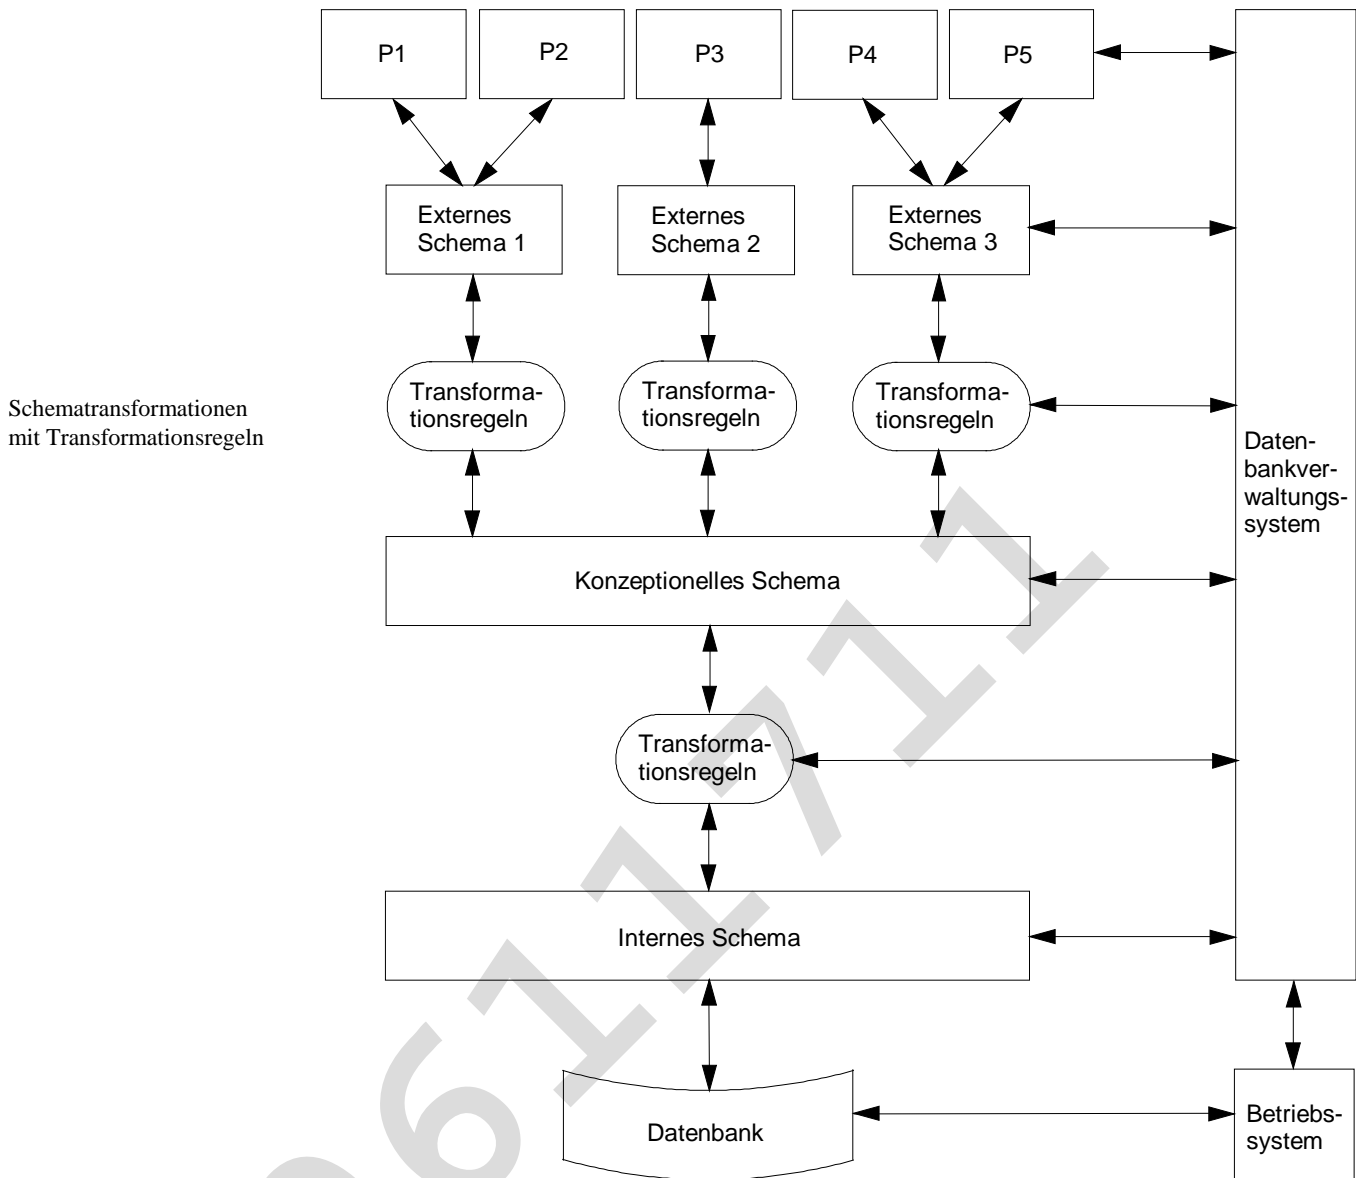 P1
P2
P3
P4
P5
Externes
Schema 1
Externes
Schema 2
Externes
Schema 3
Transforma-
tionsregeln
Transforma-
tionsregeln
Transforma-
tionsregeln
Schematransformationen
mit Transformationsregeln
Daten-
bankver-
waltungs-
system
Konzeptionelles Schema
Transforma-
tionsregeln
Internes Schema
Datenbank
Betriebs-
system
9611711